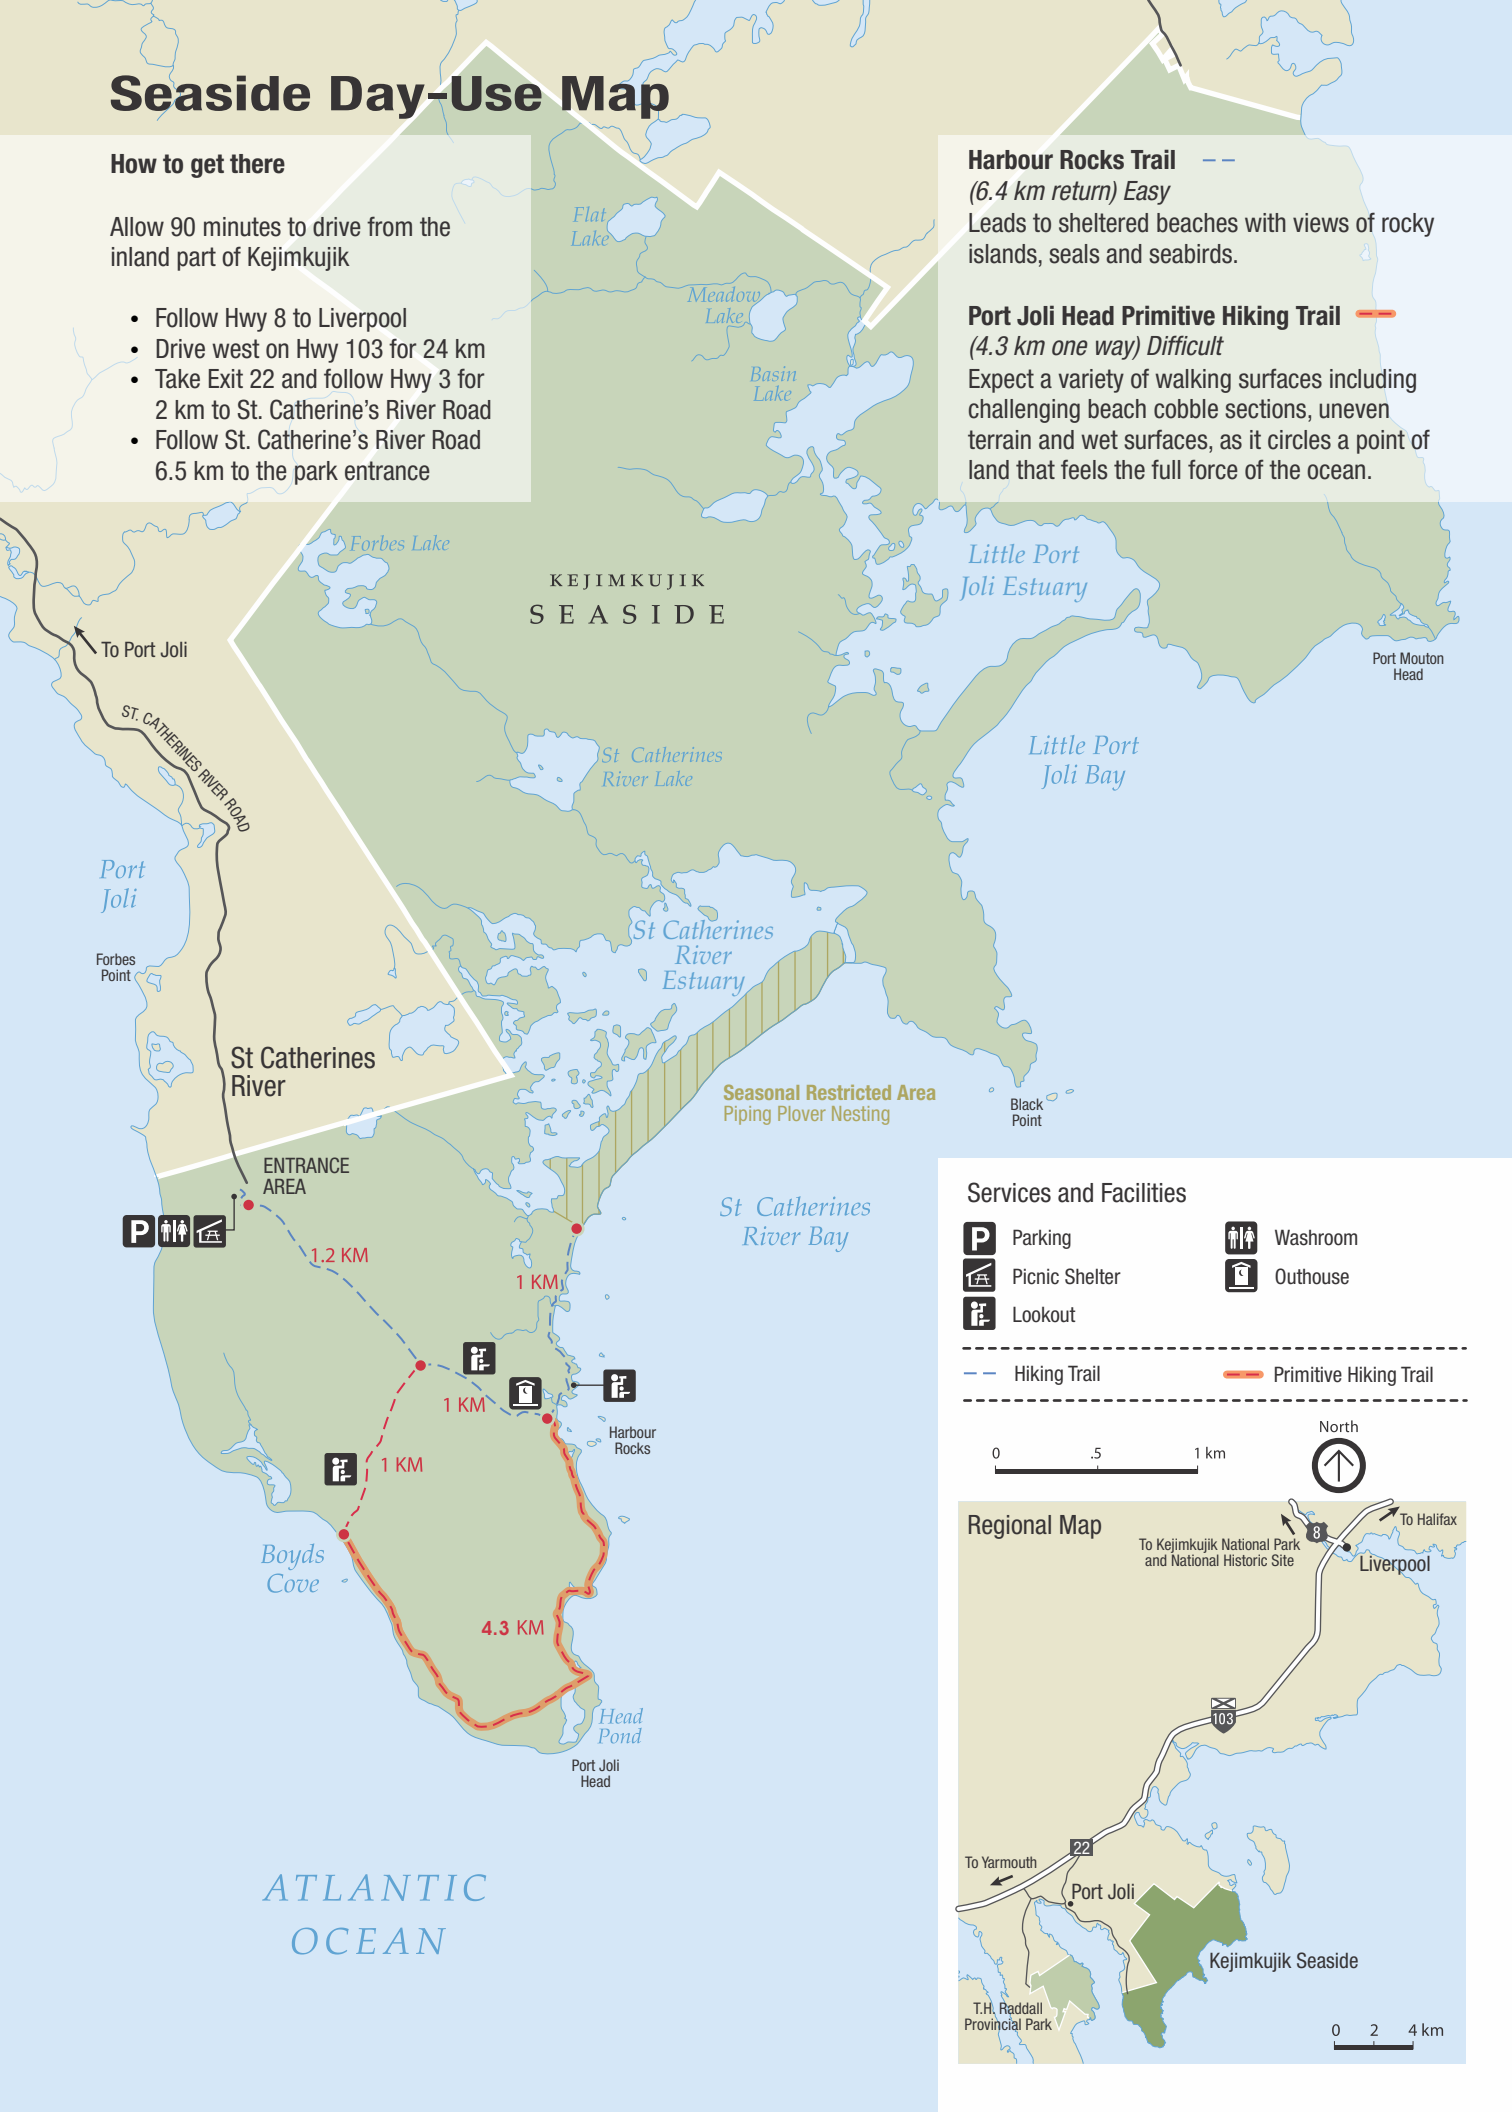 Seaside Day-Use Map
How to get there
Allow 90 minutes to drive from the
inland part of Kejimkujik
• Follow Hwy 8 to Liverpool
• Drive west on Hwy 103 for 24 km
• Take Exit 22 and follow Hwy 3 for
2 km to St. Catherine's River Road
• Follow St. Catherine's River Road
6.5 km to the park entrance
Harbour Rocks Trail
(6.4 km return) Easy
Leads to sheltered beaches with views of rocky
islands, seals and seabirds.
Port Joli Head Primitive Hiking Trail
(4.3 km one way) Difficult
Expect a variety of walking surfaces including
challenging beach cobble sections, uneven
terrain and wet surfaces, as it circles a point of
land that feels the full force of the ocean.
Flat
Lake
Meadow
Lake
Basin
Lake
Forbes Lake
KEJIMKUJIK
SEASIDE
Little Port
Joli Estuary
Port Mouton
Head
To Port Joli
ST. CATHERINES RIVER ROAD
St Catherines
River Lake
Little Port
Joli Bay
Port
Joli
Forbes
Point
St Catherines
River
Estuary
St Catherines
River
Seasonal Restricted Area
Piping Plover Nesting
Black
Point
ENTRANCE
AREA
P
St Catherines
River Bay
1.2 KM
1 KM
1 KM
Harbour
Rocks
1 KM
Boyds
Cove
4.3 KM
Head
Pond
Port Joli
Head
ATLANTIC
OCEAN
Services and Facilities
P
Parking
Washroom
Picnic Shelter
Outhouse
Lookout
Hiking Trail
Primitive Hiking Trail
North
0 .5 1 km
Regional Map
To Halifax
8
To Kejimkujik National Park
and National Historic Site
Liverpool
103
22
To Yarmouth
Port Joli
Kejimkujik Seaside
T.H. Raddall
Provincial Park
0 2 4 km